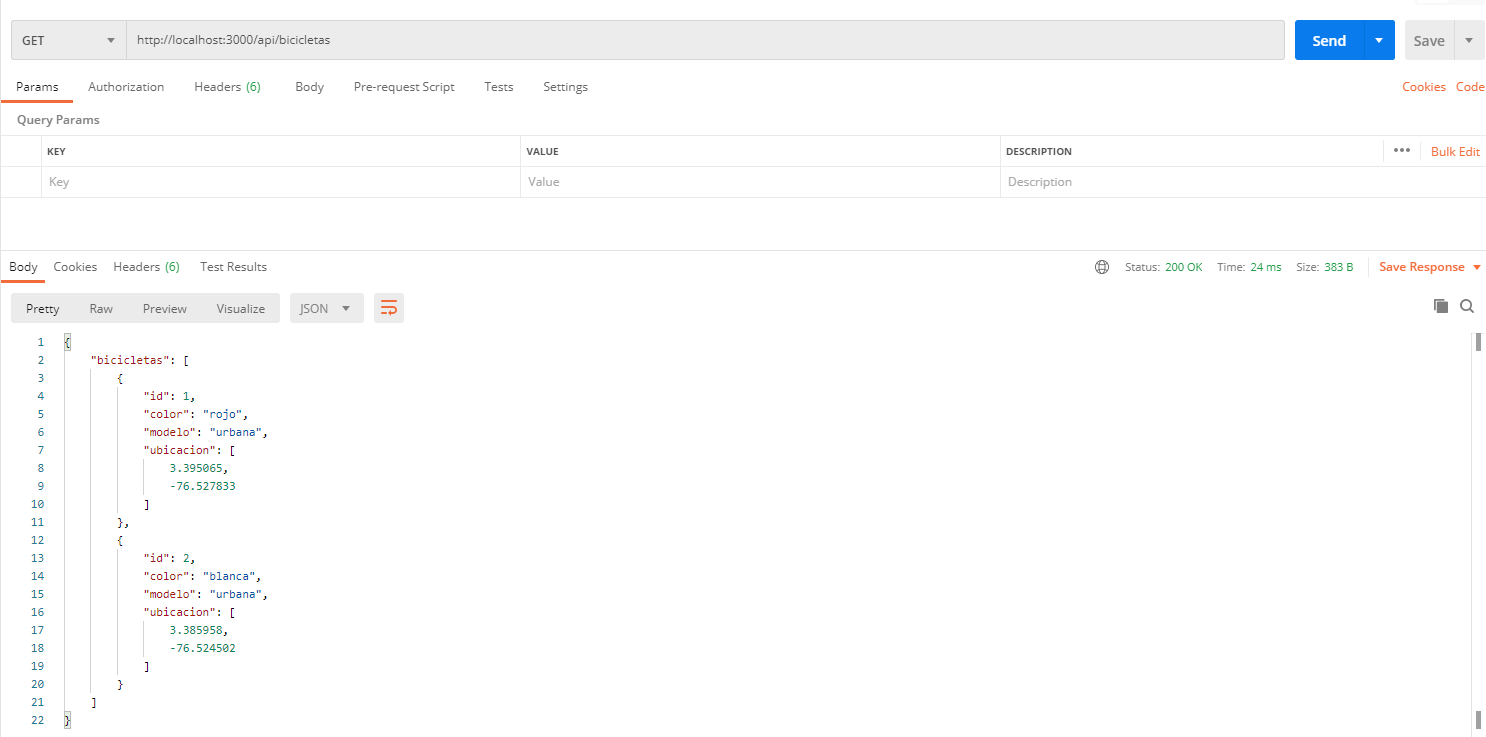 GET http://localhost:3000/api/bicicletas Send Save
Params Authorization Headers (6) Body Pre-request Script Tests Settings Cookies Code
Query Params
KEY VALUE DESCRIPTION ••• Bulk Edit
Key Value Description
Body Cookies Headers (6) Test Results Status: 200 OK Time: 24 ms Size: 383 B Save Response
Pretty Raw Preview Visualize JSON
1 {
2 "bicicletas": [
3 {
4 "id": 1,
5 "color": "rojo",
6 "modelo": "urbana",
7 "ubicacion": [
8 3.395065,
9 -76.527833
10 ]
11 },
12 {
13 "id": 2,
14 "color": "blanca",
15 "modelo": "urbana",
16 "ubicacion": [
17 3.385958,
18 -76.524502
19 ]
20 }
21 ]
22 }